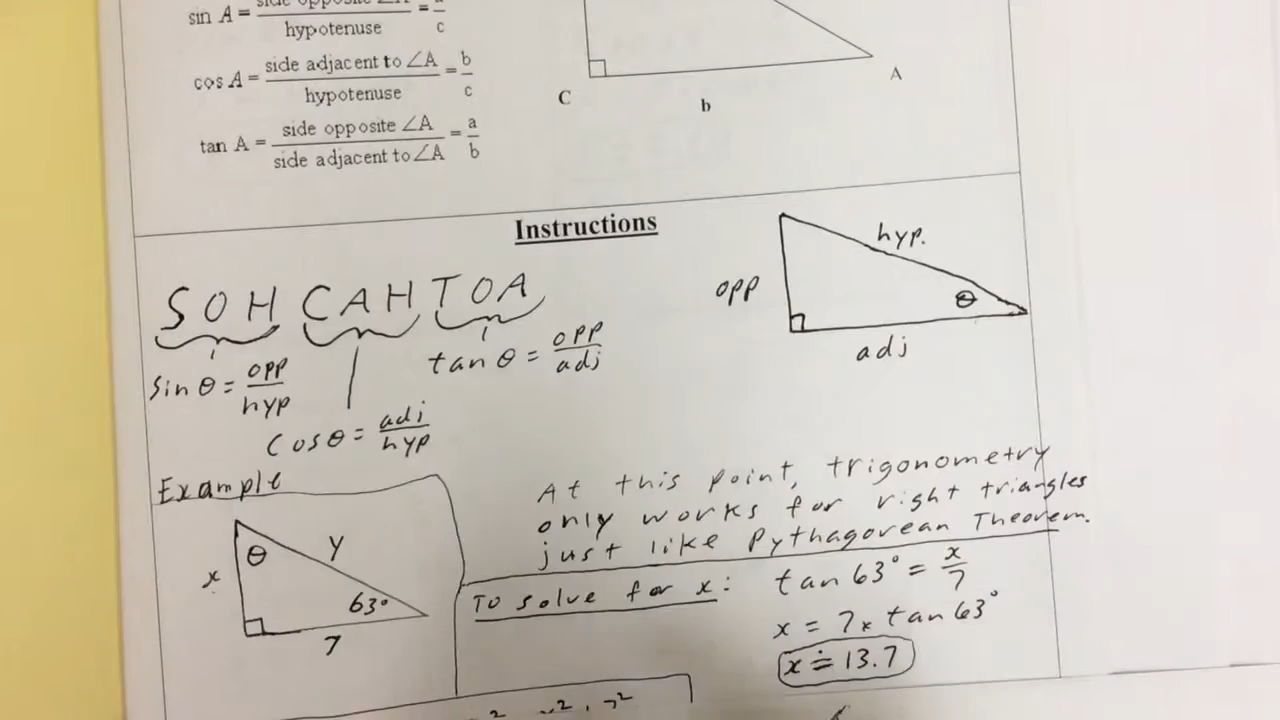 sin A = side opposite ∠A / hypotenuse = a/c
cos A = side adjacent to ∠A / hypotenuse = b/c
tan A = side opposite ∠A / side adjacent to ∠A = a/b
C
b
A
Instructions
SOH CAH TOA
sin θ = opp/hyp
cos θ = adj/hyp
tan θ = opp/adj
hyp.
opp
θ
adj
Example
θ
y
x
63°
7
At this point, trigonometry
only works for right triangles
just like Pythagorean Theorem.
To solve for x:
tan 63° = x/7
x = 7 × tan 63°
x ≐ 13.7